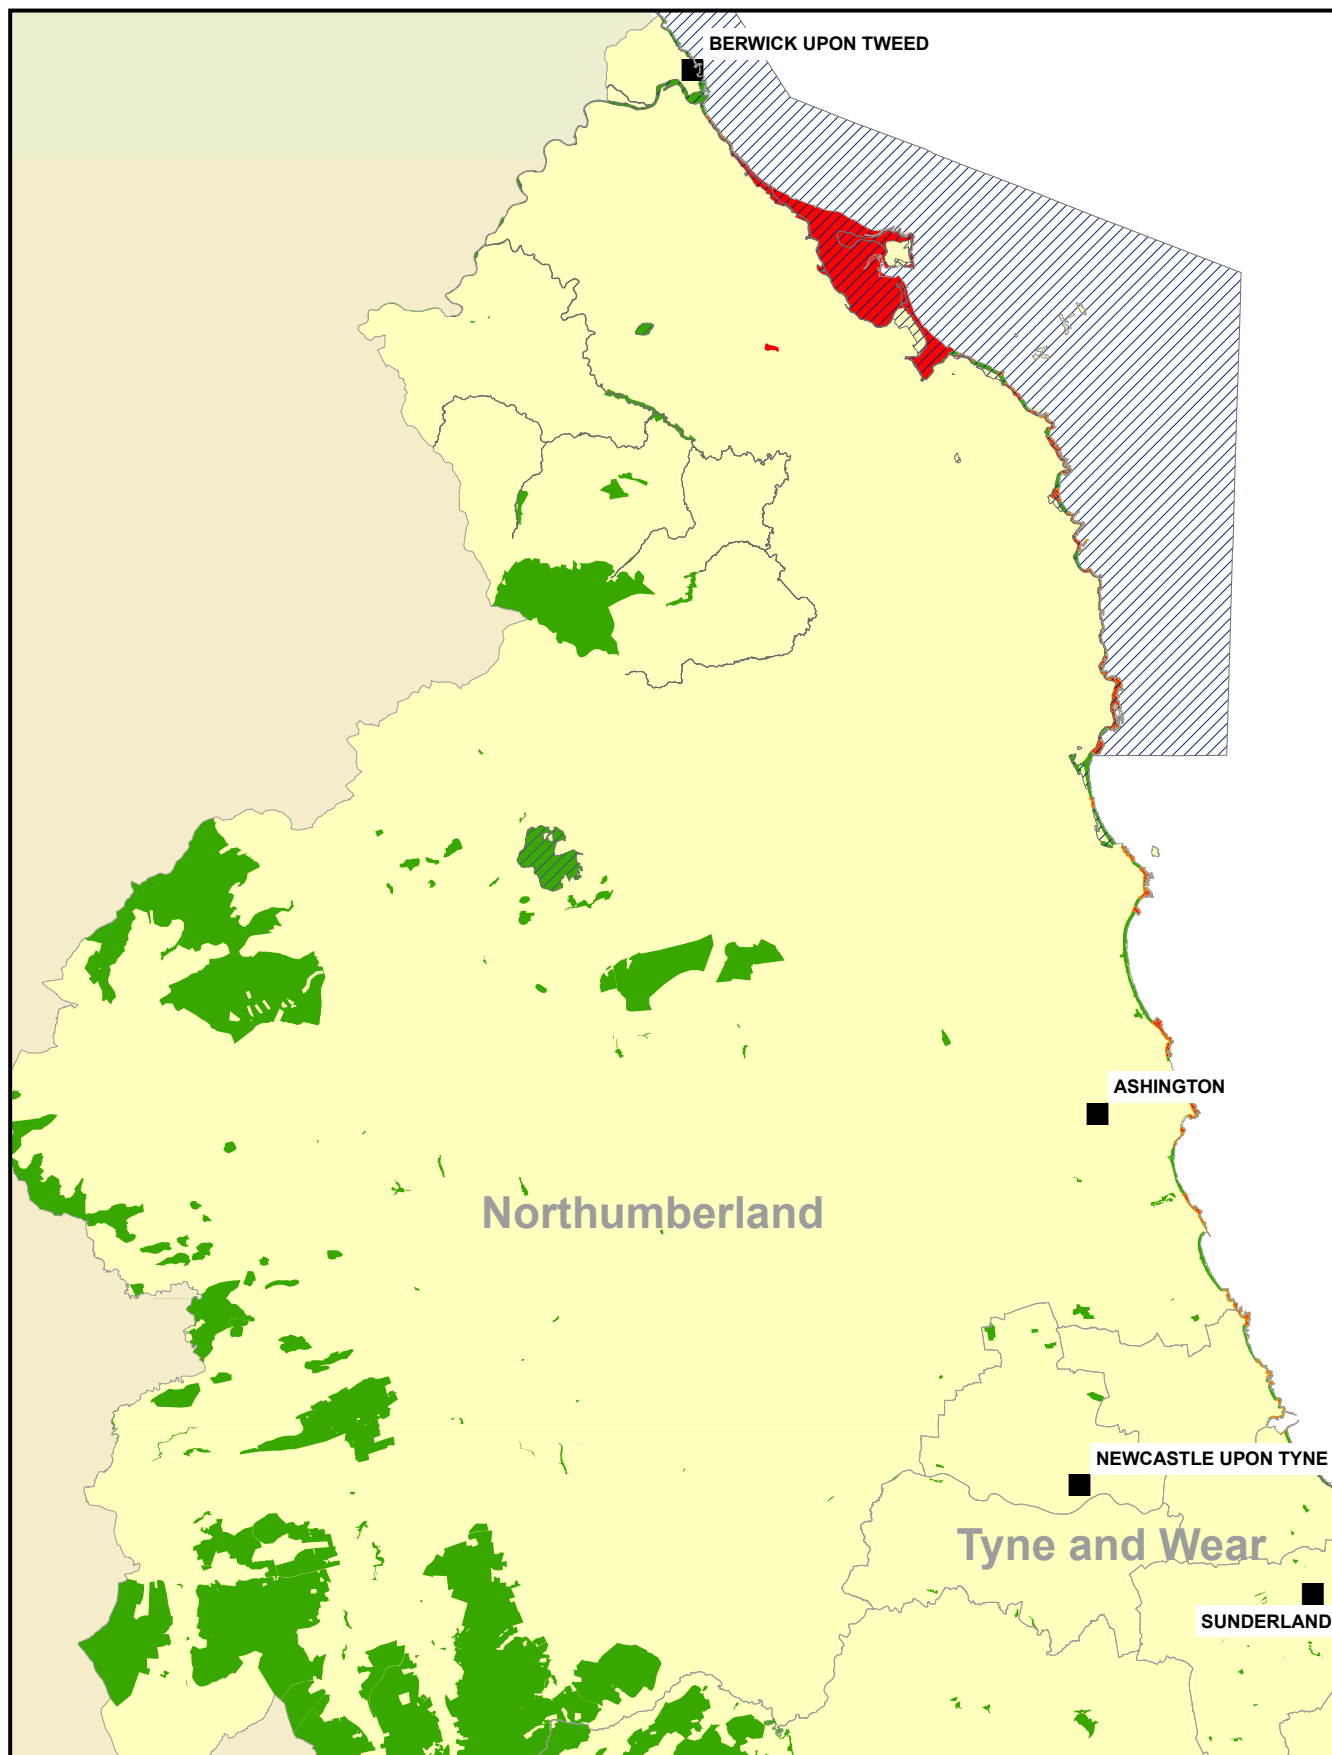 BERWICK UPON TWEED
ASHINGTON
Northumberland
NEWCASTLE UPON TYNE
Tyne and Wear
SUNDERLAND